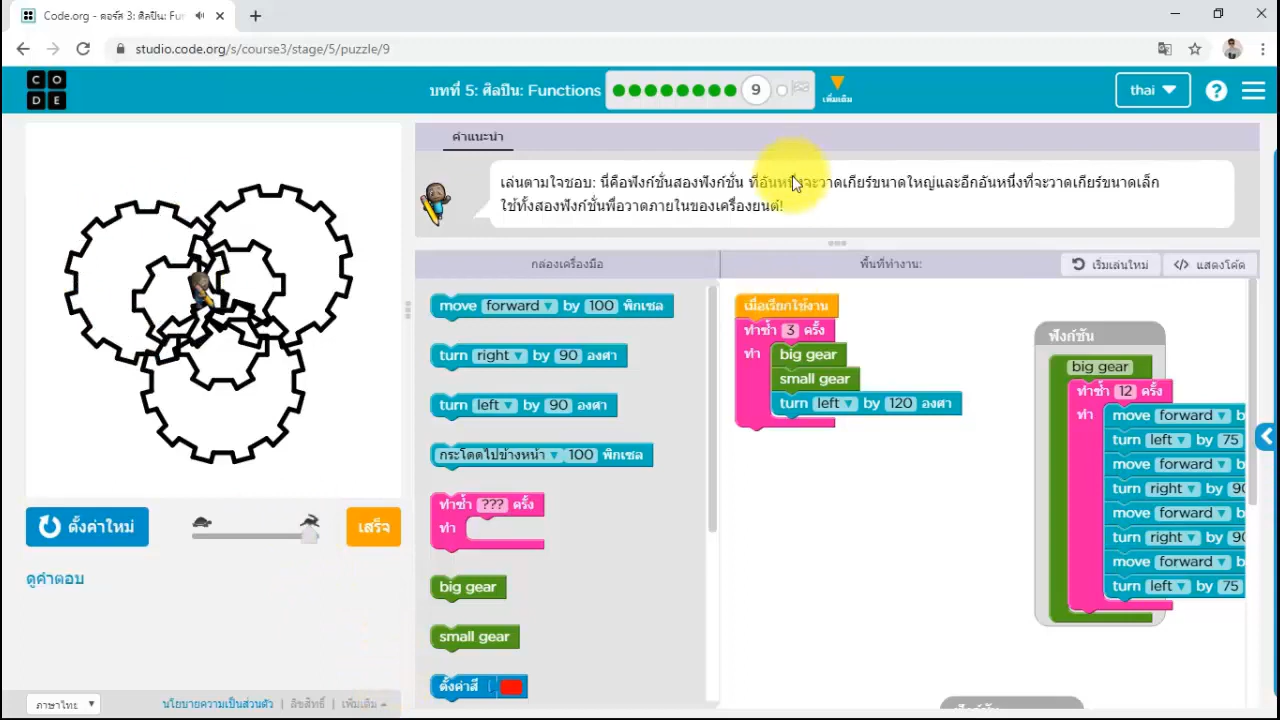 Code.org - คอร์ส 3: ศิลปิน: Fur
studio.code.org/s/course3/stage/5/puzzle/9
C O
D E
บทที่ 5: ศิลปิน: Functions
9
เพิ่มเติม
thai
?
คำแนะนำ
เล่นตามใจชอบ: นี่คือฟังก์ชั่นสองฟังก์ชั่น ที่อันหนึ่งจะวาดเกียร์ขนาดใหญ่และอีกอันหนึ่งที่จะวาดเกียร์ขนาดเล็ก
ใช้ทั้งสองฟังก์ชั่นเพื่อวาดภายในของเครื่องยนต์!
กล่องเครื่องมือ
พื้นที่ทำงาน:
เริ่มเล่นใหม่
แสดงโค้ด
move forward by 100 พิกเซล
turn right by 90 องศา
turn left by 90 องศา
กระโดดไปข้างหน้า 100 พิกเซล
ทำซ้ำ ??? ครั้ง
ทำ
big gear
small gear
ตั้งค่าสี
เมื่อเรียกใช้งาน
ทำซ้ำ 3 ครั้ง
ทำ
big gear
small gear
turn left by 120 องศา
ฟังก์ชัน
big gear
ทำซ้ำ 12 ครั้ง
ทำ
move forward b
turn left by 75
move forward b
turn right by 90
move forward b
turn right by 90
move forward b
turn left by 75
ฟังก์ชัน
ตั้งค่าใหม่
เสร็จ
ดูคำตอบ
ภาษาไทย
นโยบายความเป็นส่วนตัว | ลิขสิทธิ์ | เพิ่มเติม